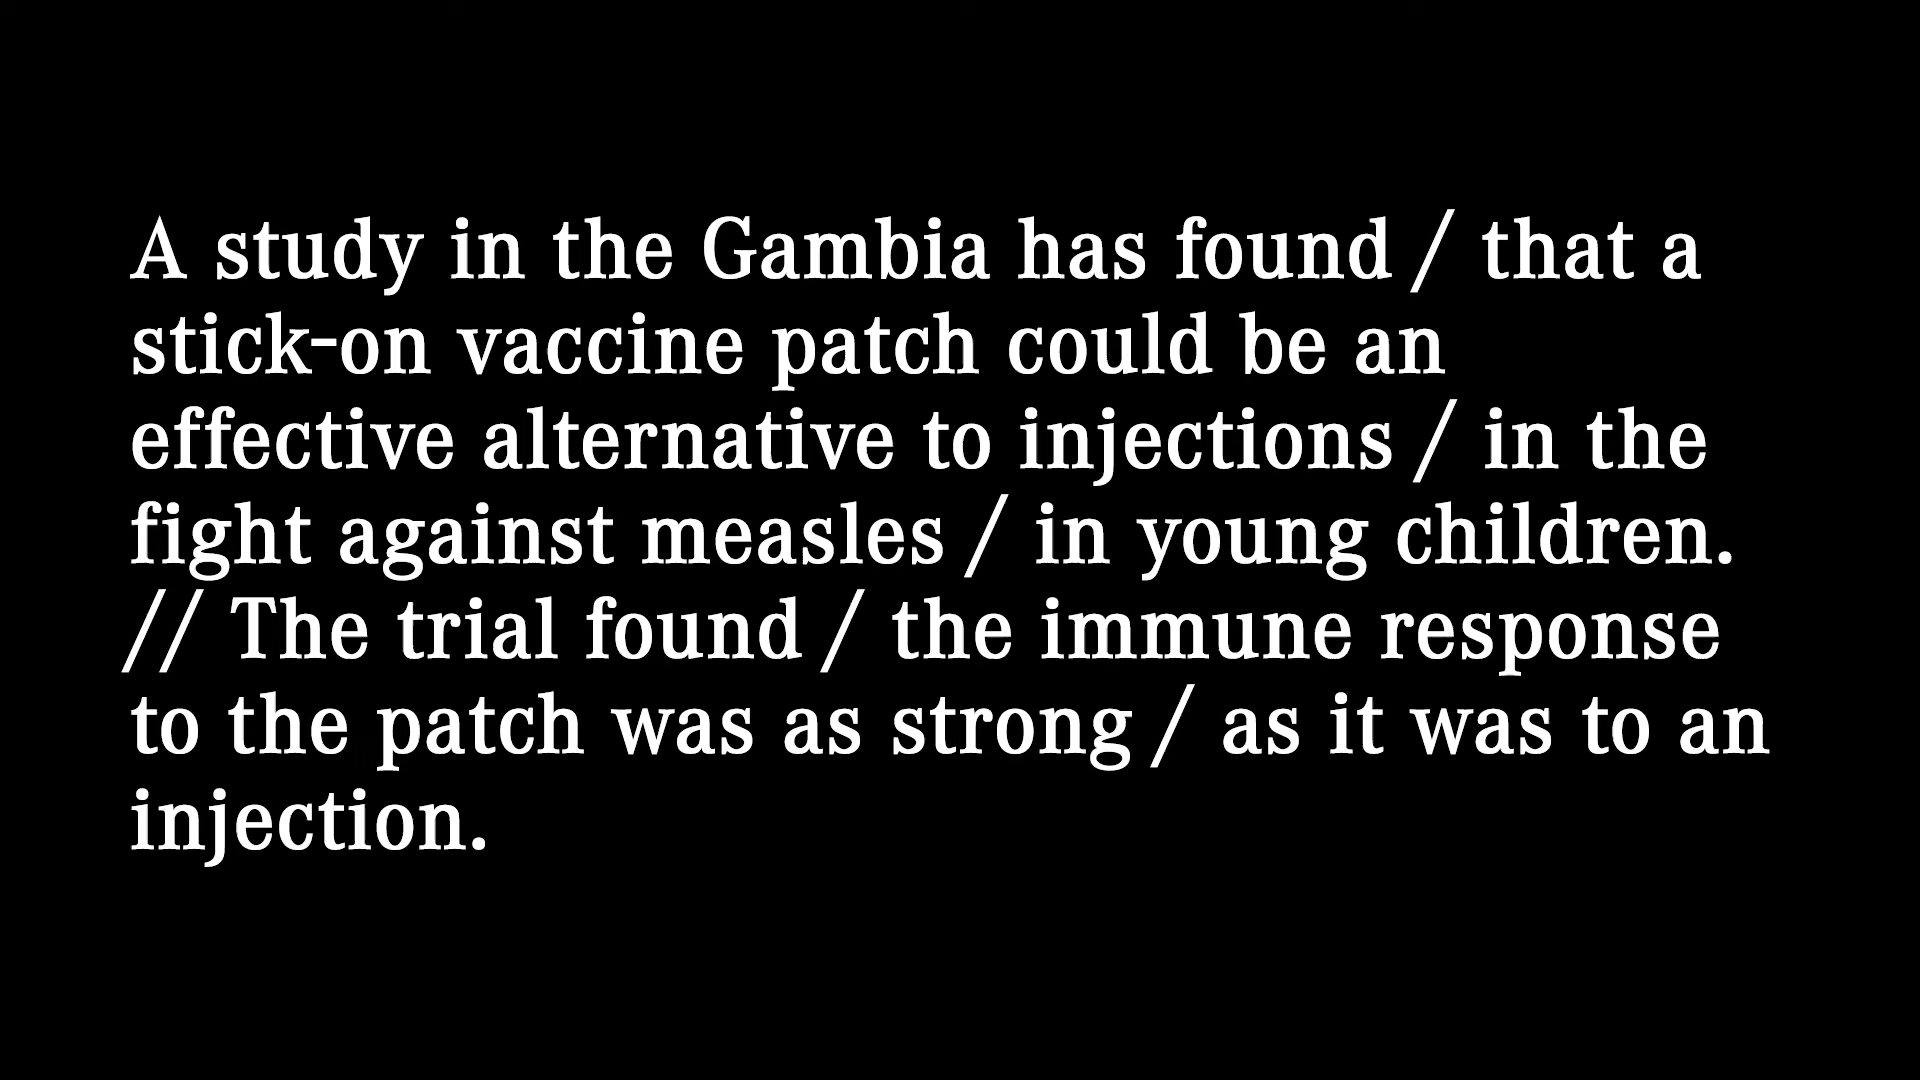 A study in the Gambia has found / that a
stick-on vaccine patch could be an
effective alternative to injections / in the
fight against measles / in young children.
// The trial found / the immune response
to the patch was as strong / as it was to an
injection.